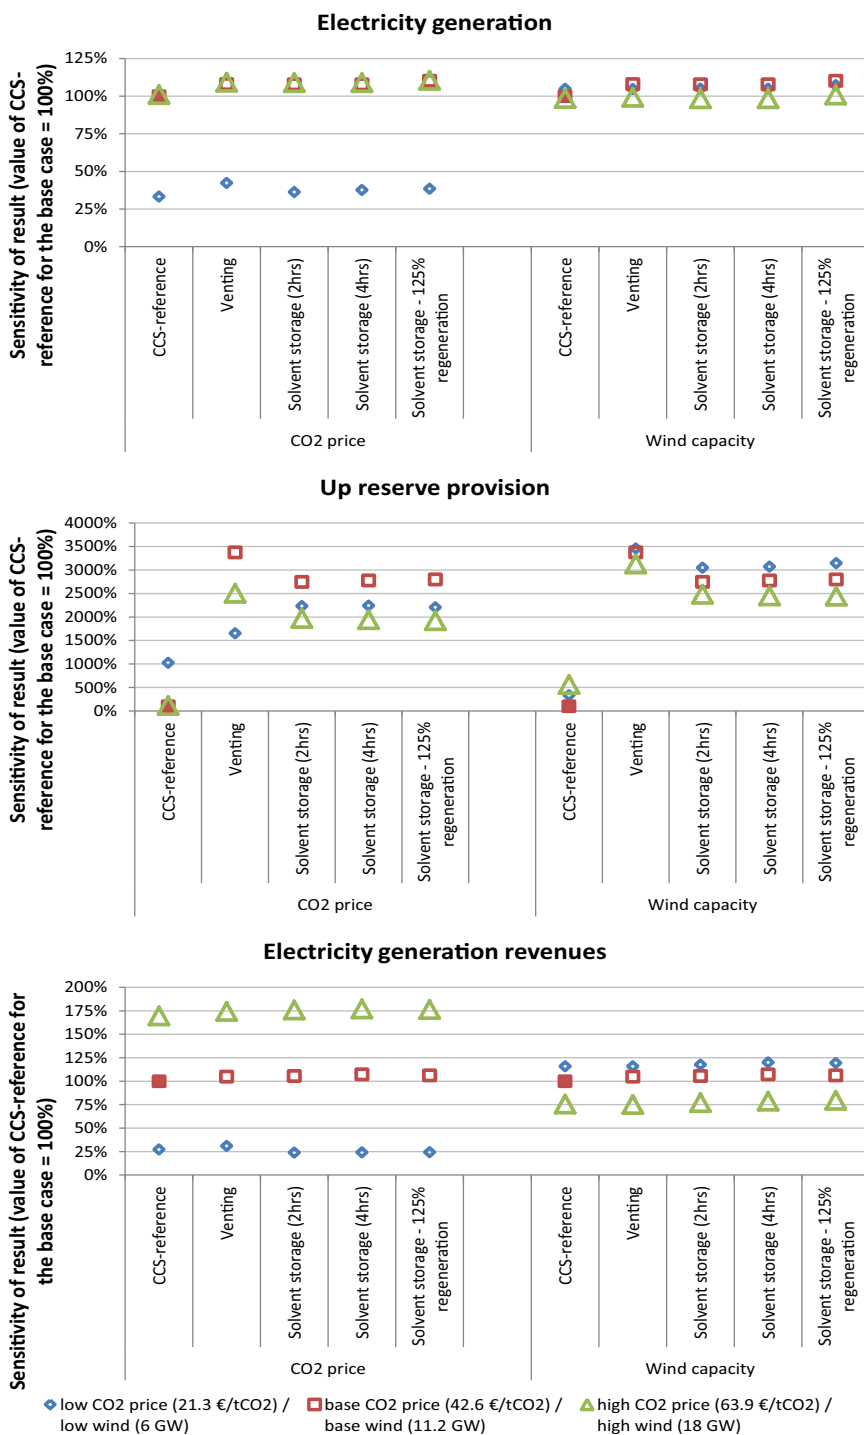 Electricity generation
Sensitivity of result (value of CCS-
reference for the base case = 100%)
125%
100%
75%
50%
25%
0%
CCS-reference
Venting
Solvent storage (2hrs)
Solvent storage (4hrs)
Solvent storage - 125%
regeneration
CCS-reference
Venting
Solvent storage (2hrs)
Solvent storage (4hrs)
Solvent storage - 125%
regeneration
CO2 price
Wind capacity
Up reserve provision
Sensitivity of result (value of CCS-
reference for the base case = 100%)
4000%
3500%
3000%
2500%
2000%
1500%
1000%
500%
0%
CCS-reference
Venting
Solvent storage (2hrs)
Solvent storage (4hrs)
Solvent storage - 125%
regeneration
CCS-reference
Venting
Solvent storage (2hrs)
Solvent storage (4hrs)
Solvent storage - 125%
regeneration
CO2 price
Wind capacity
Electricity generation revenues
Sensitivity of result (value of CCS-reference for
the base case = 100%)
200%
175%
150%
125%
100%
75%
50%
25%
0%
CCS-reference
Venting
Solvent storage (2hrs)
Solvent storage (4hrs)
Solvent storage - 125%
regeneration
CCS-reference
Venting
Solvent storage (2hrs)
Solvent storage (4hrs)
Solvent storage - 125%
regeneration
CO2 price
Wind capacity
low CO2 price (21.3 €/tCO2) /
low wind (6 GW)
base CO2 price (42.6 €/tCO2) /
base wind (11.2 GW)
high CO2 price (63.9 €/tCO2) /
high wind (18 GW)